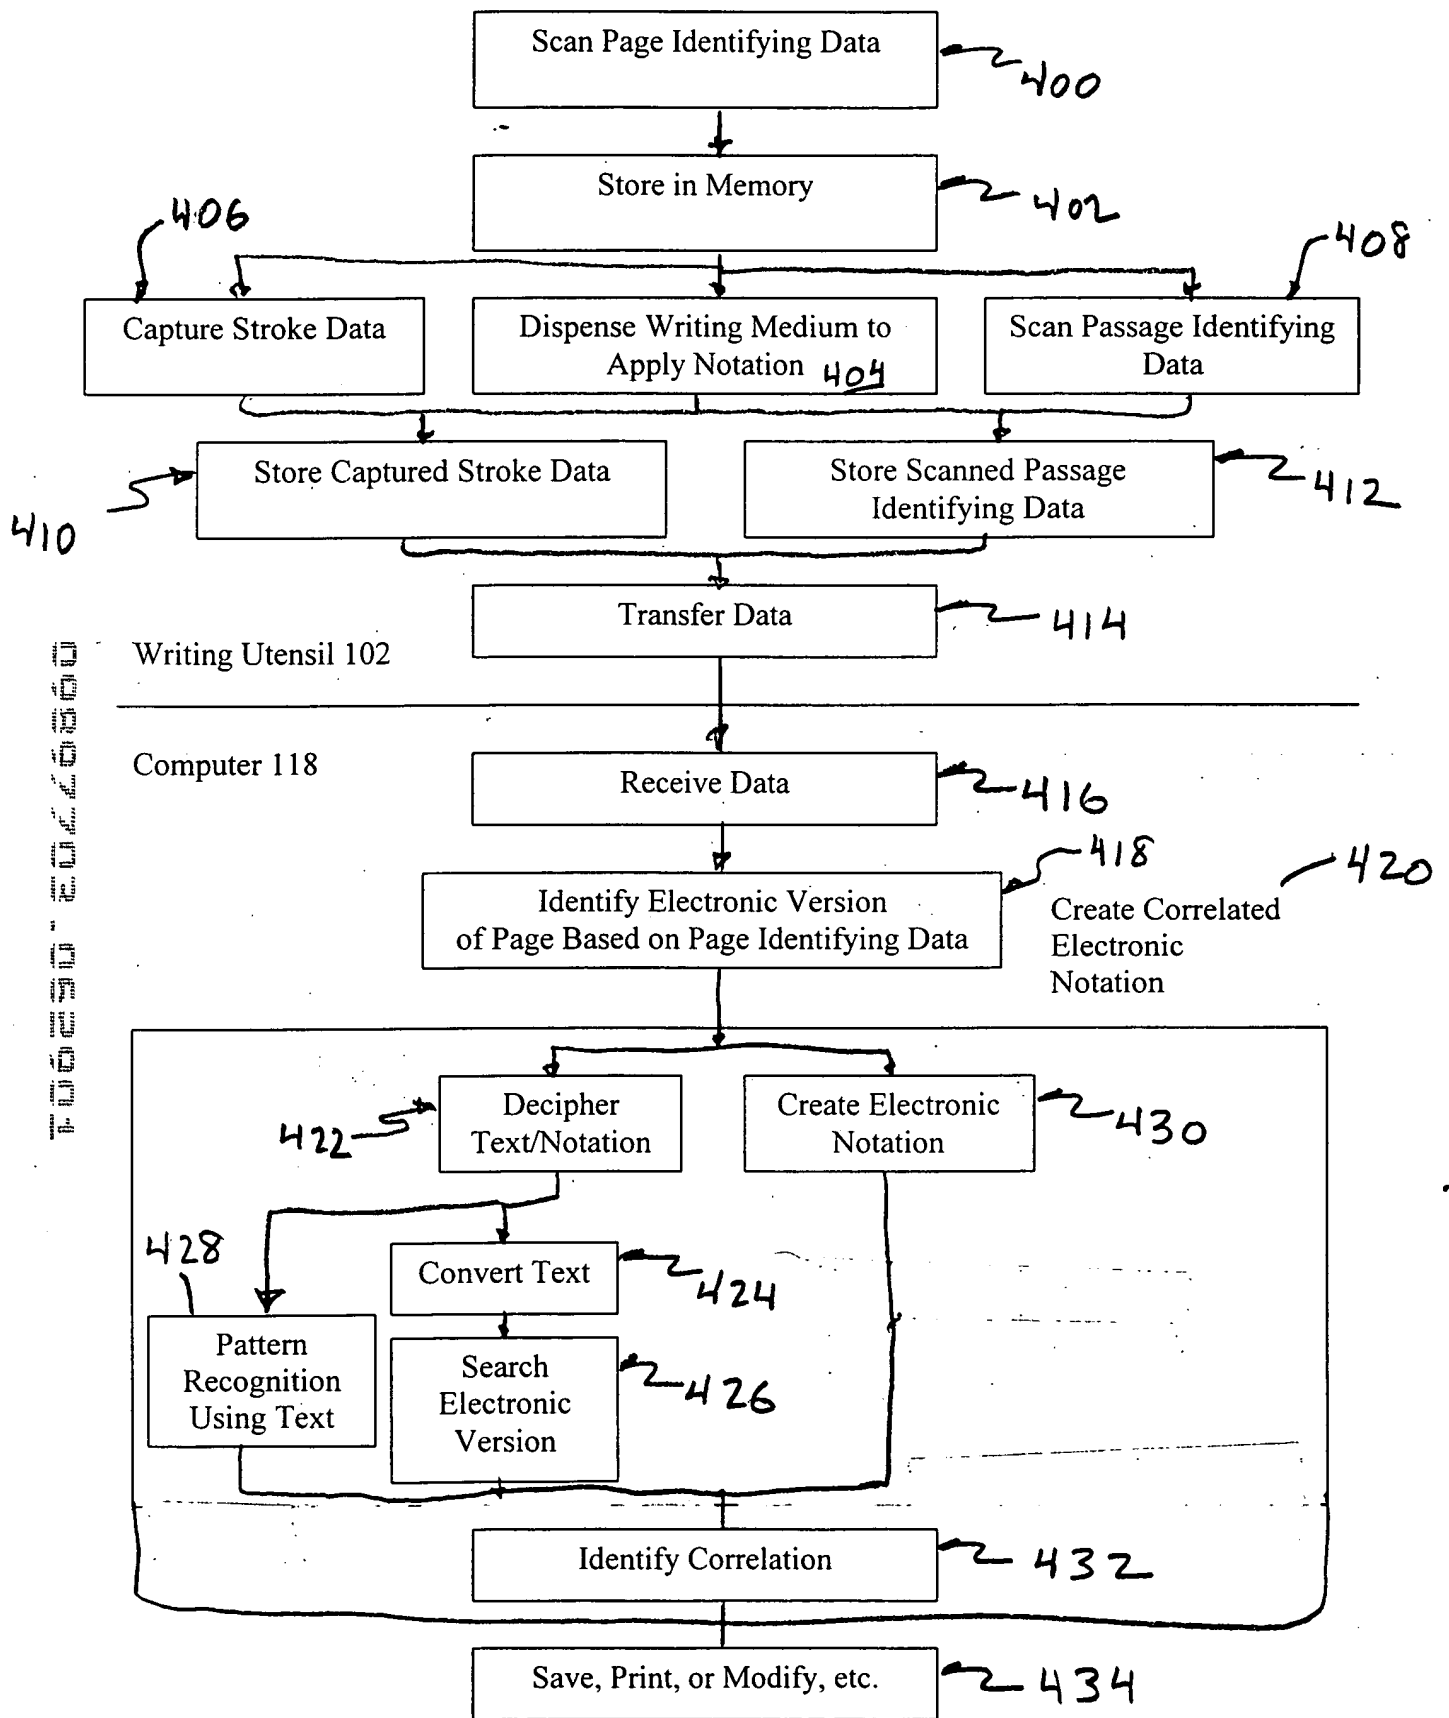 Scan Page Identifying Data
400
Store in Memory
402
406
408
Capture Stroke Data
Dispense Writing Medium to
Apply Notation 404
Scan Passage Identifying
Data
Store Captured Stroke Data
Store Scanned Passage
Identifying Data
410
412
Transfer Data
414
Writing Utensil 102
Computer 118
Receive Data
416
418
420
Identify Electronic Version
of Page Based on Page Identifying Data
Create Correlated
Electronic
Notation
Decipher
Text/Notation
422
Create Electronic
Notation
430
428
Convert Text
424
Pattern
Recognition
Using Text
Search
Electronic
Version
426
Identify Correlation
432
Save, Print, or Modify, etc.
434